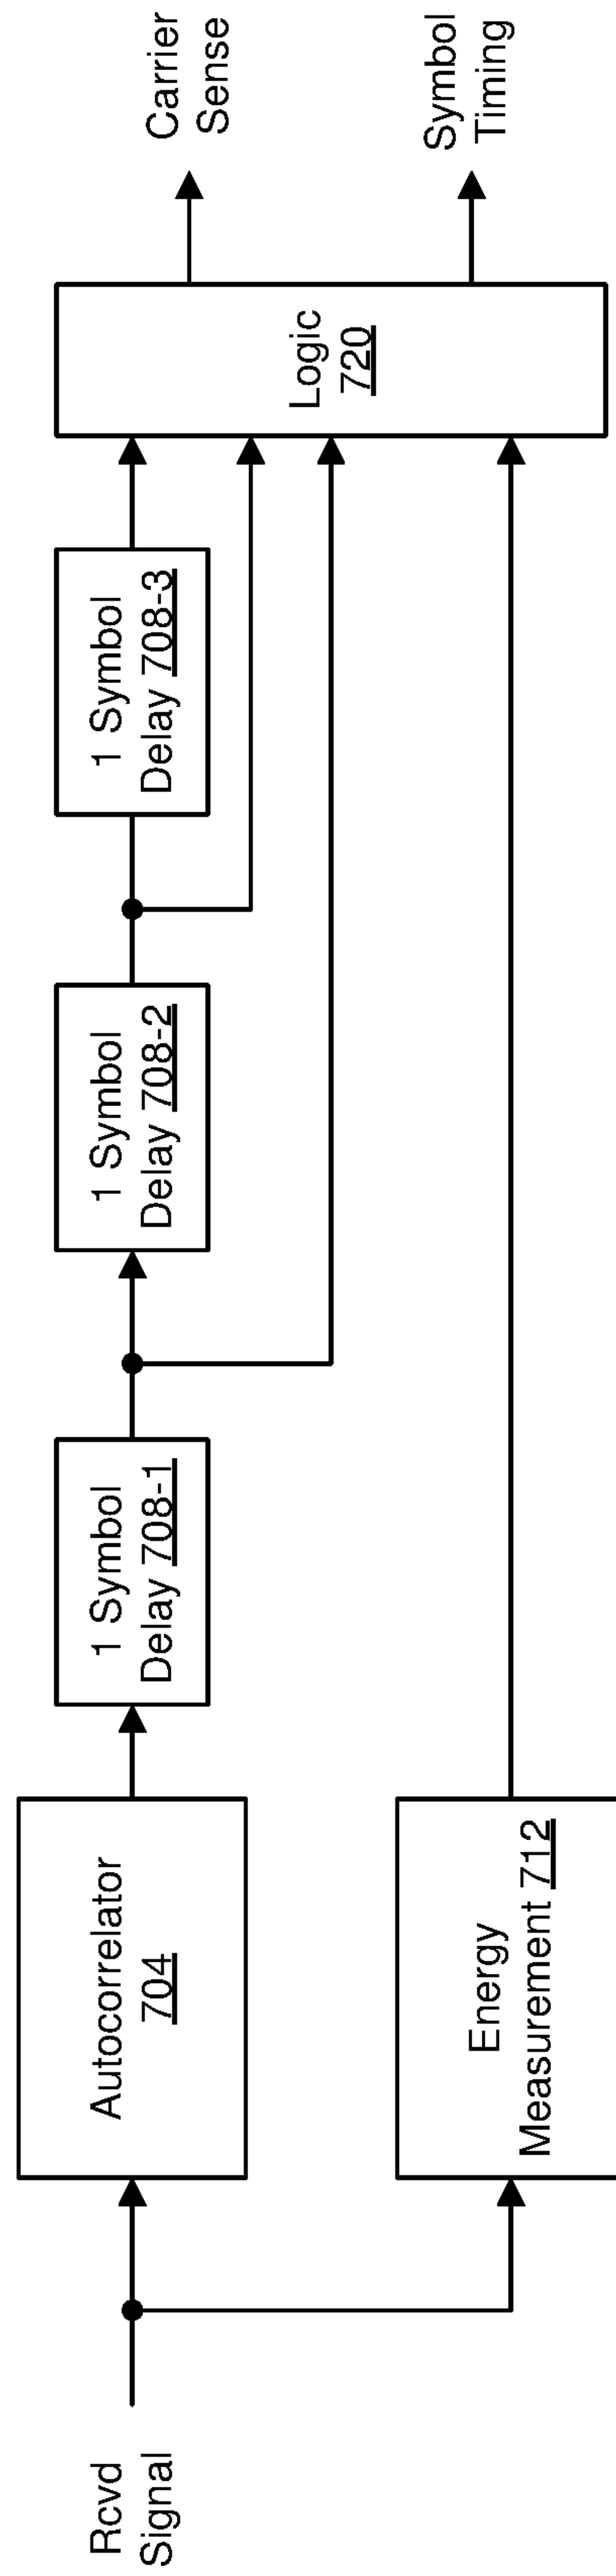 Rcvd
Signal
Autocorrelator
704
1 Symbol
Delay 708-1
1 Symbol
Delay 708-2
1 Symbol
Delay 708-3
Energy
Measurement 712
Logic
720
Carrier
Sense
Symbol
Timing